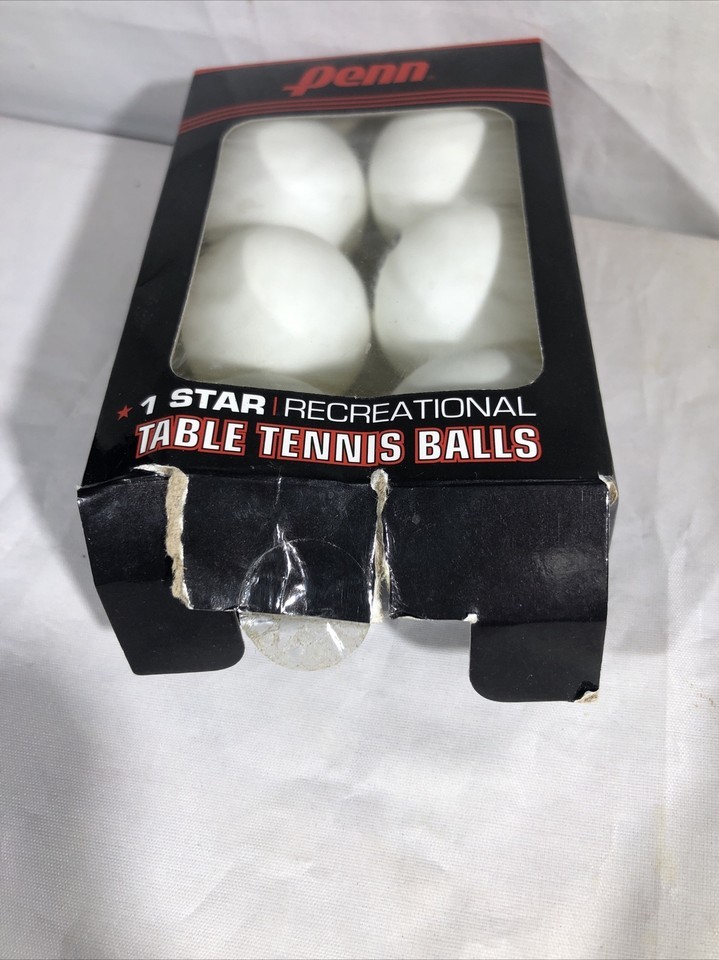 Penn
★ 1 STAR | RECREATIONAL
TABLE TENNIS BALLS